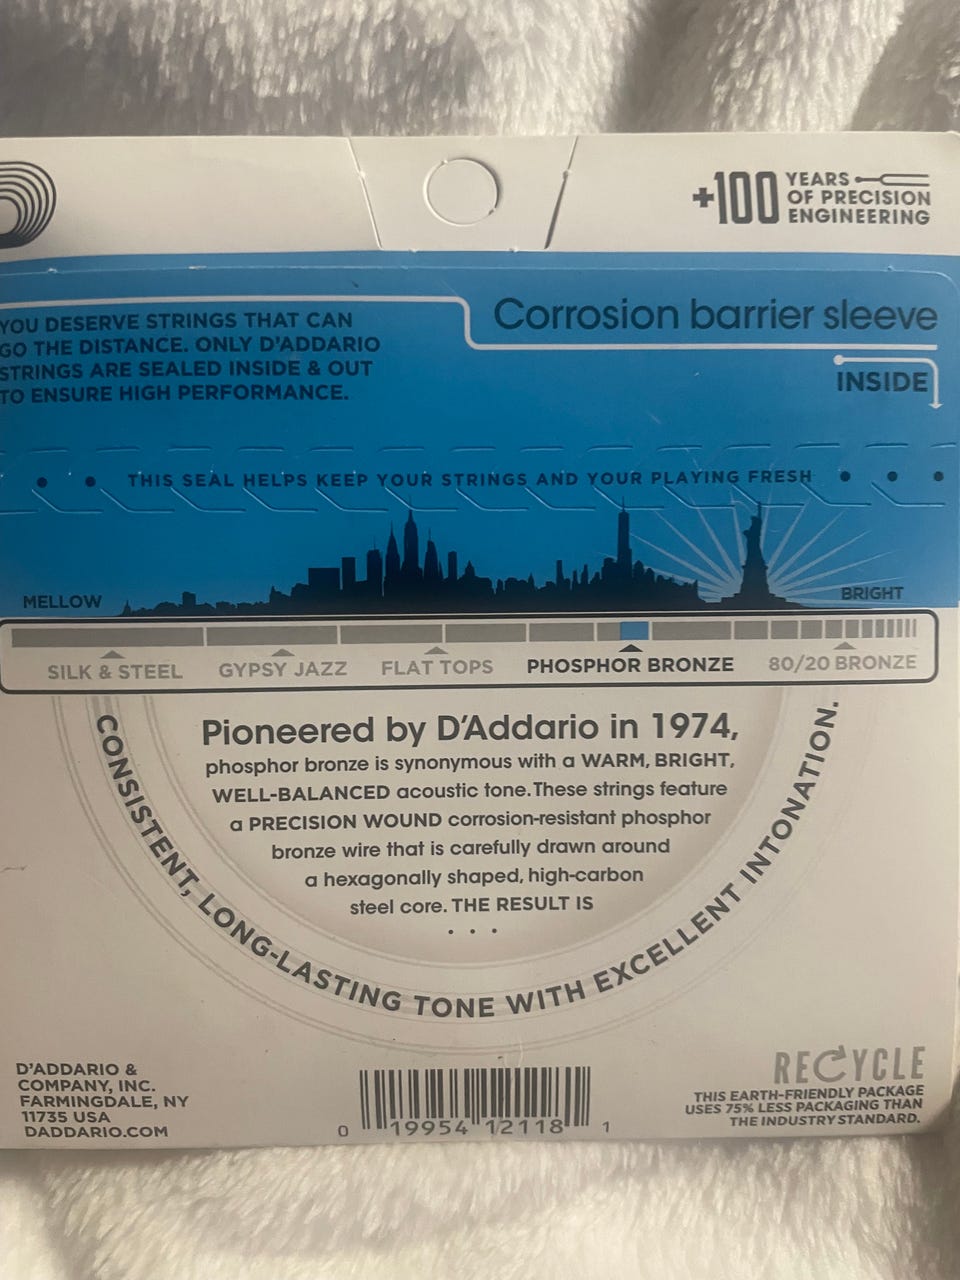 +100 YEARS
OF PRECISION
ENGINEERING
YOU DESERVE STRINGS THAT CAN
GO THE DISTANCE. ONLY D'ADDARIO
STRINGS ARE SEALED INSIDE & OUT
TO ENSURE HIGH PERFORMANCE.
Corrosion barrier sleeve
INSIDE
THIS SEAL HELPS KEEP YOUR STRINGS AND YOUR PLAYING FRESH
MELLOW
BRIGHT
SILK & STEEL GYPSY JAZZ FLAT TOPS PHOSPHOR BRONZE 80/20 BRONZE
Pioneered by D'Addario in 1974,
phosphor bronze is synonymous with a WARM, BRIGHT,
WELL-BALANCED acoustic tone. These strings feature
a PRECISION WOUND corrosion-resistant phosphor
bronze wire that is carefully drawn around
a hexagonally shaped, high-carbon
steel core. THE RESULT IS
. . .
CONSISTENT, LONG-LASTING TONE WITH EXCELLENT INTONATION.
D'ADDARIO &
COMPANY, INC.
FARMINGDALE, NY
11735 USA
DADDARIO.COM
0 19954 12118 1
RECYCLE
THIS EARTH-FRIENDLY PACKAGE
USES 75% LESS PACKAGING THAN
THE INDUSTRY STANDARD.